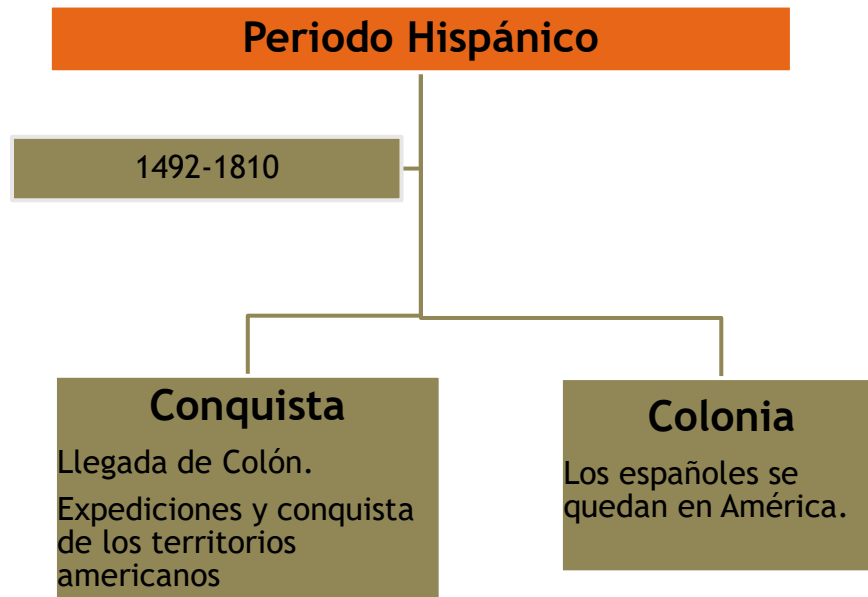 Periodo Hispánico
1492-1810
Conquista
Llegada de Colón.
Expediciones y conquista
de los territorios
americanos
Colonia
Los españoles se
quedan en América.